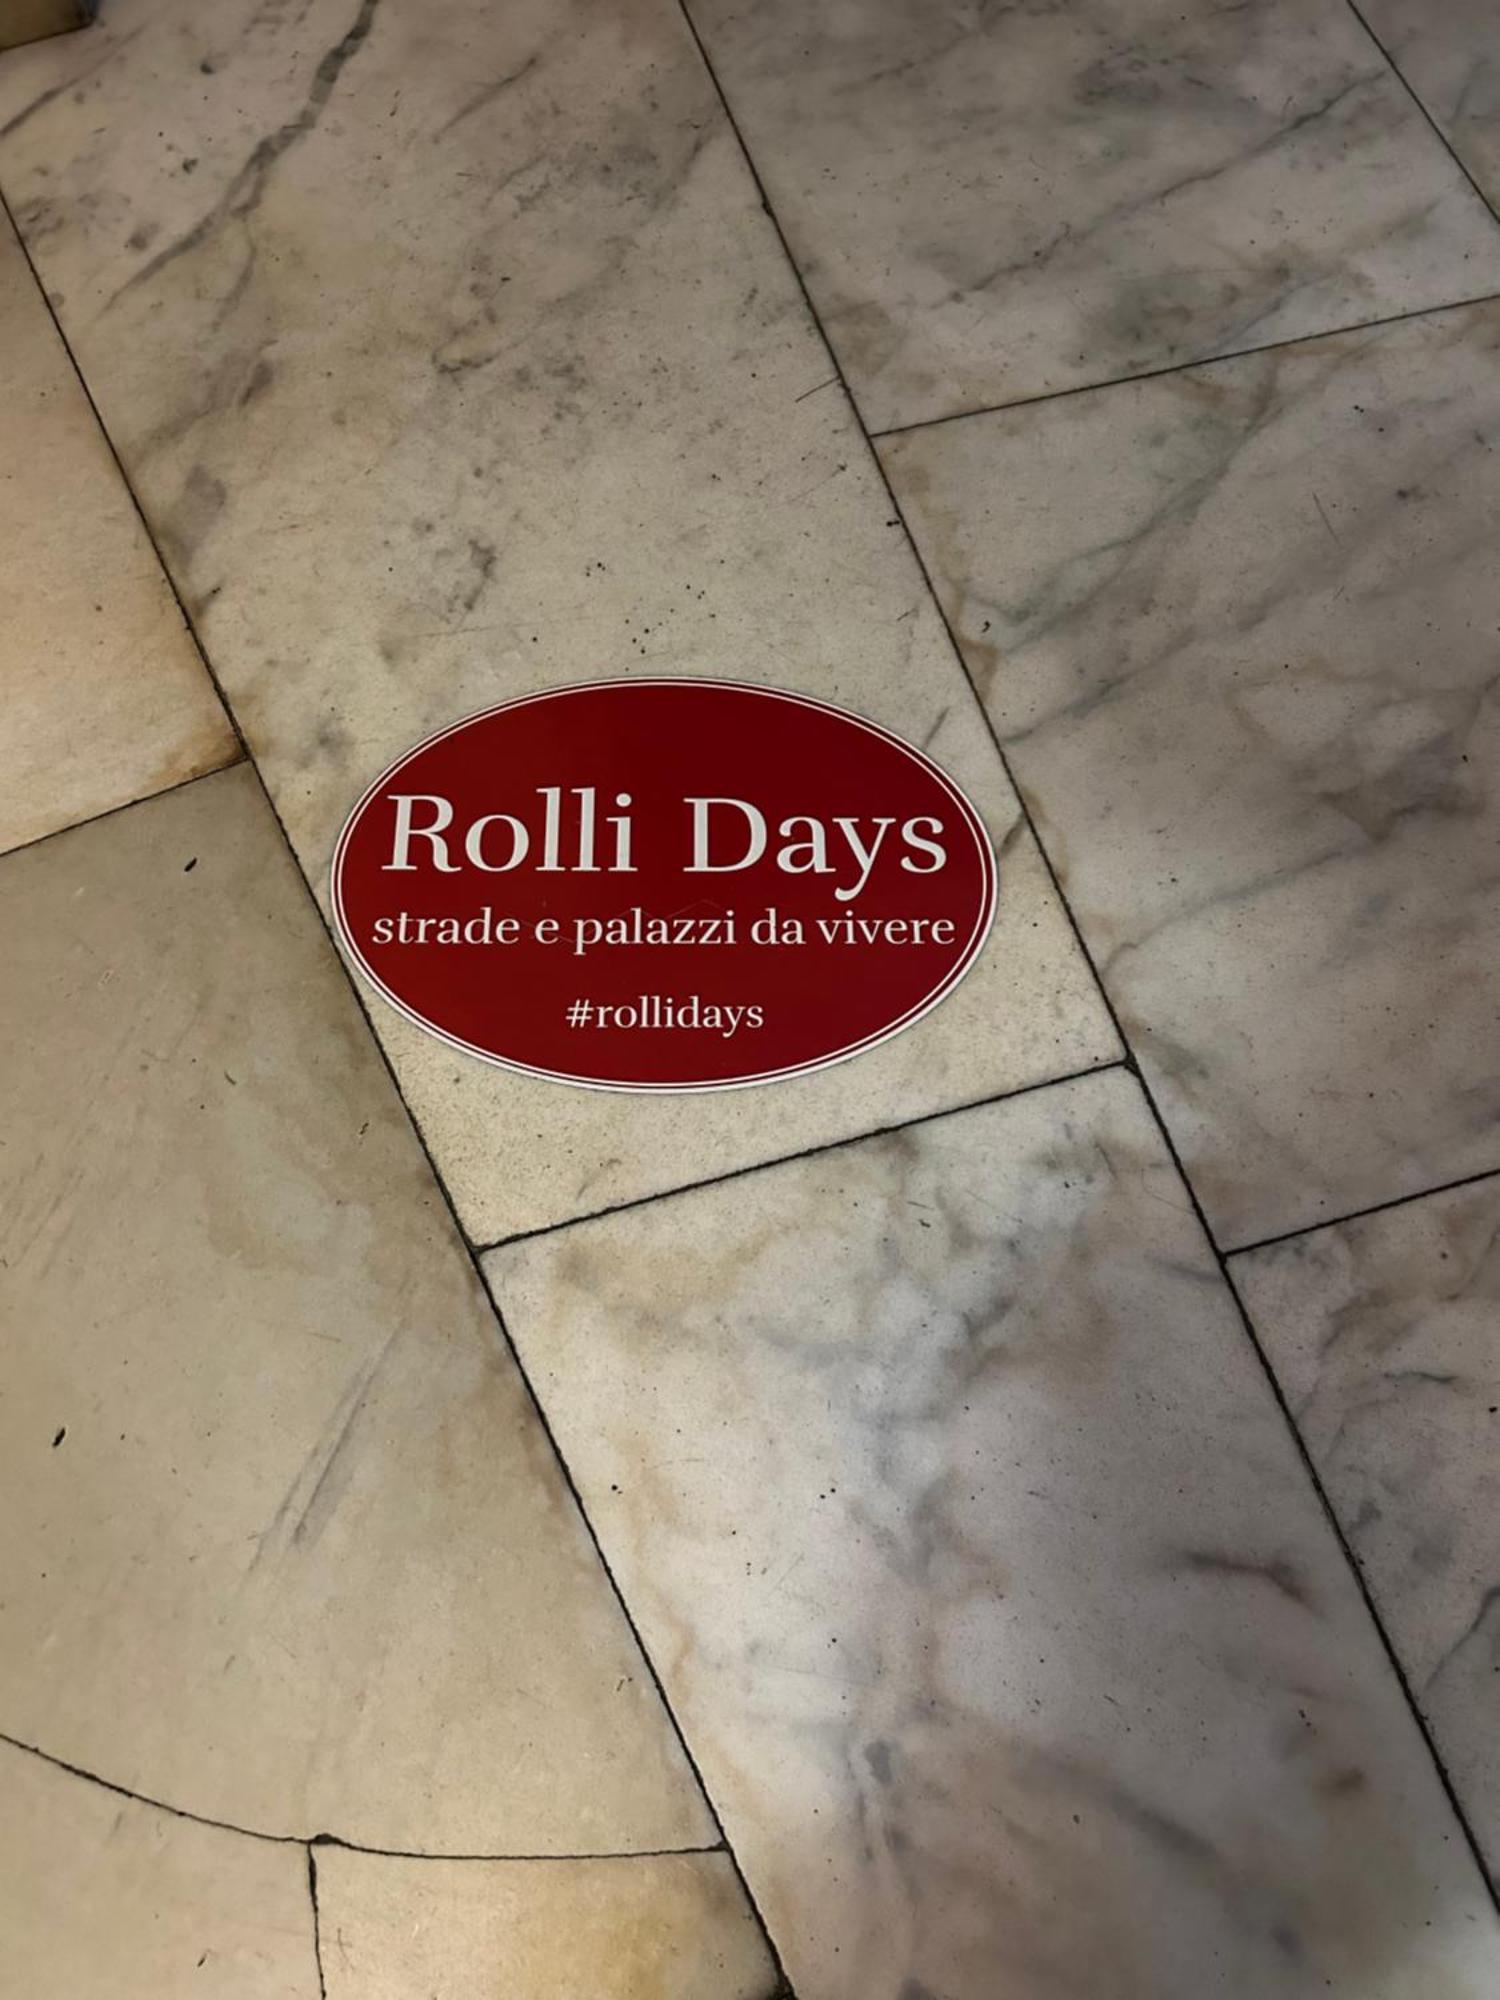 Rolli Days
strade e palazzi da vivere
#rollidays